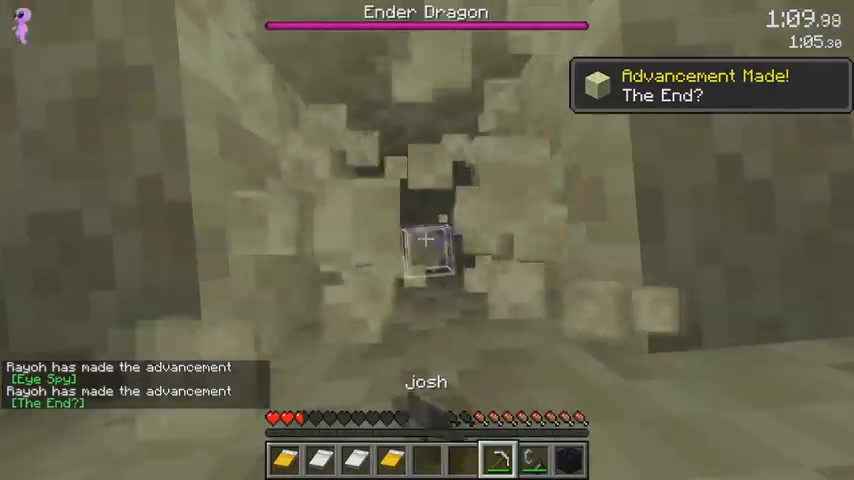 Ender Dragon
1:09.98
1:05.30
Advancement Made!
The End?
Rayoh has made the advancement
[Eye Spy]
Rayoh has made the advancement
[The End?]
josh